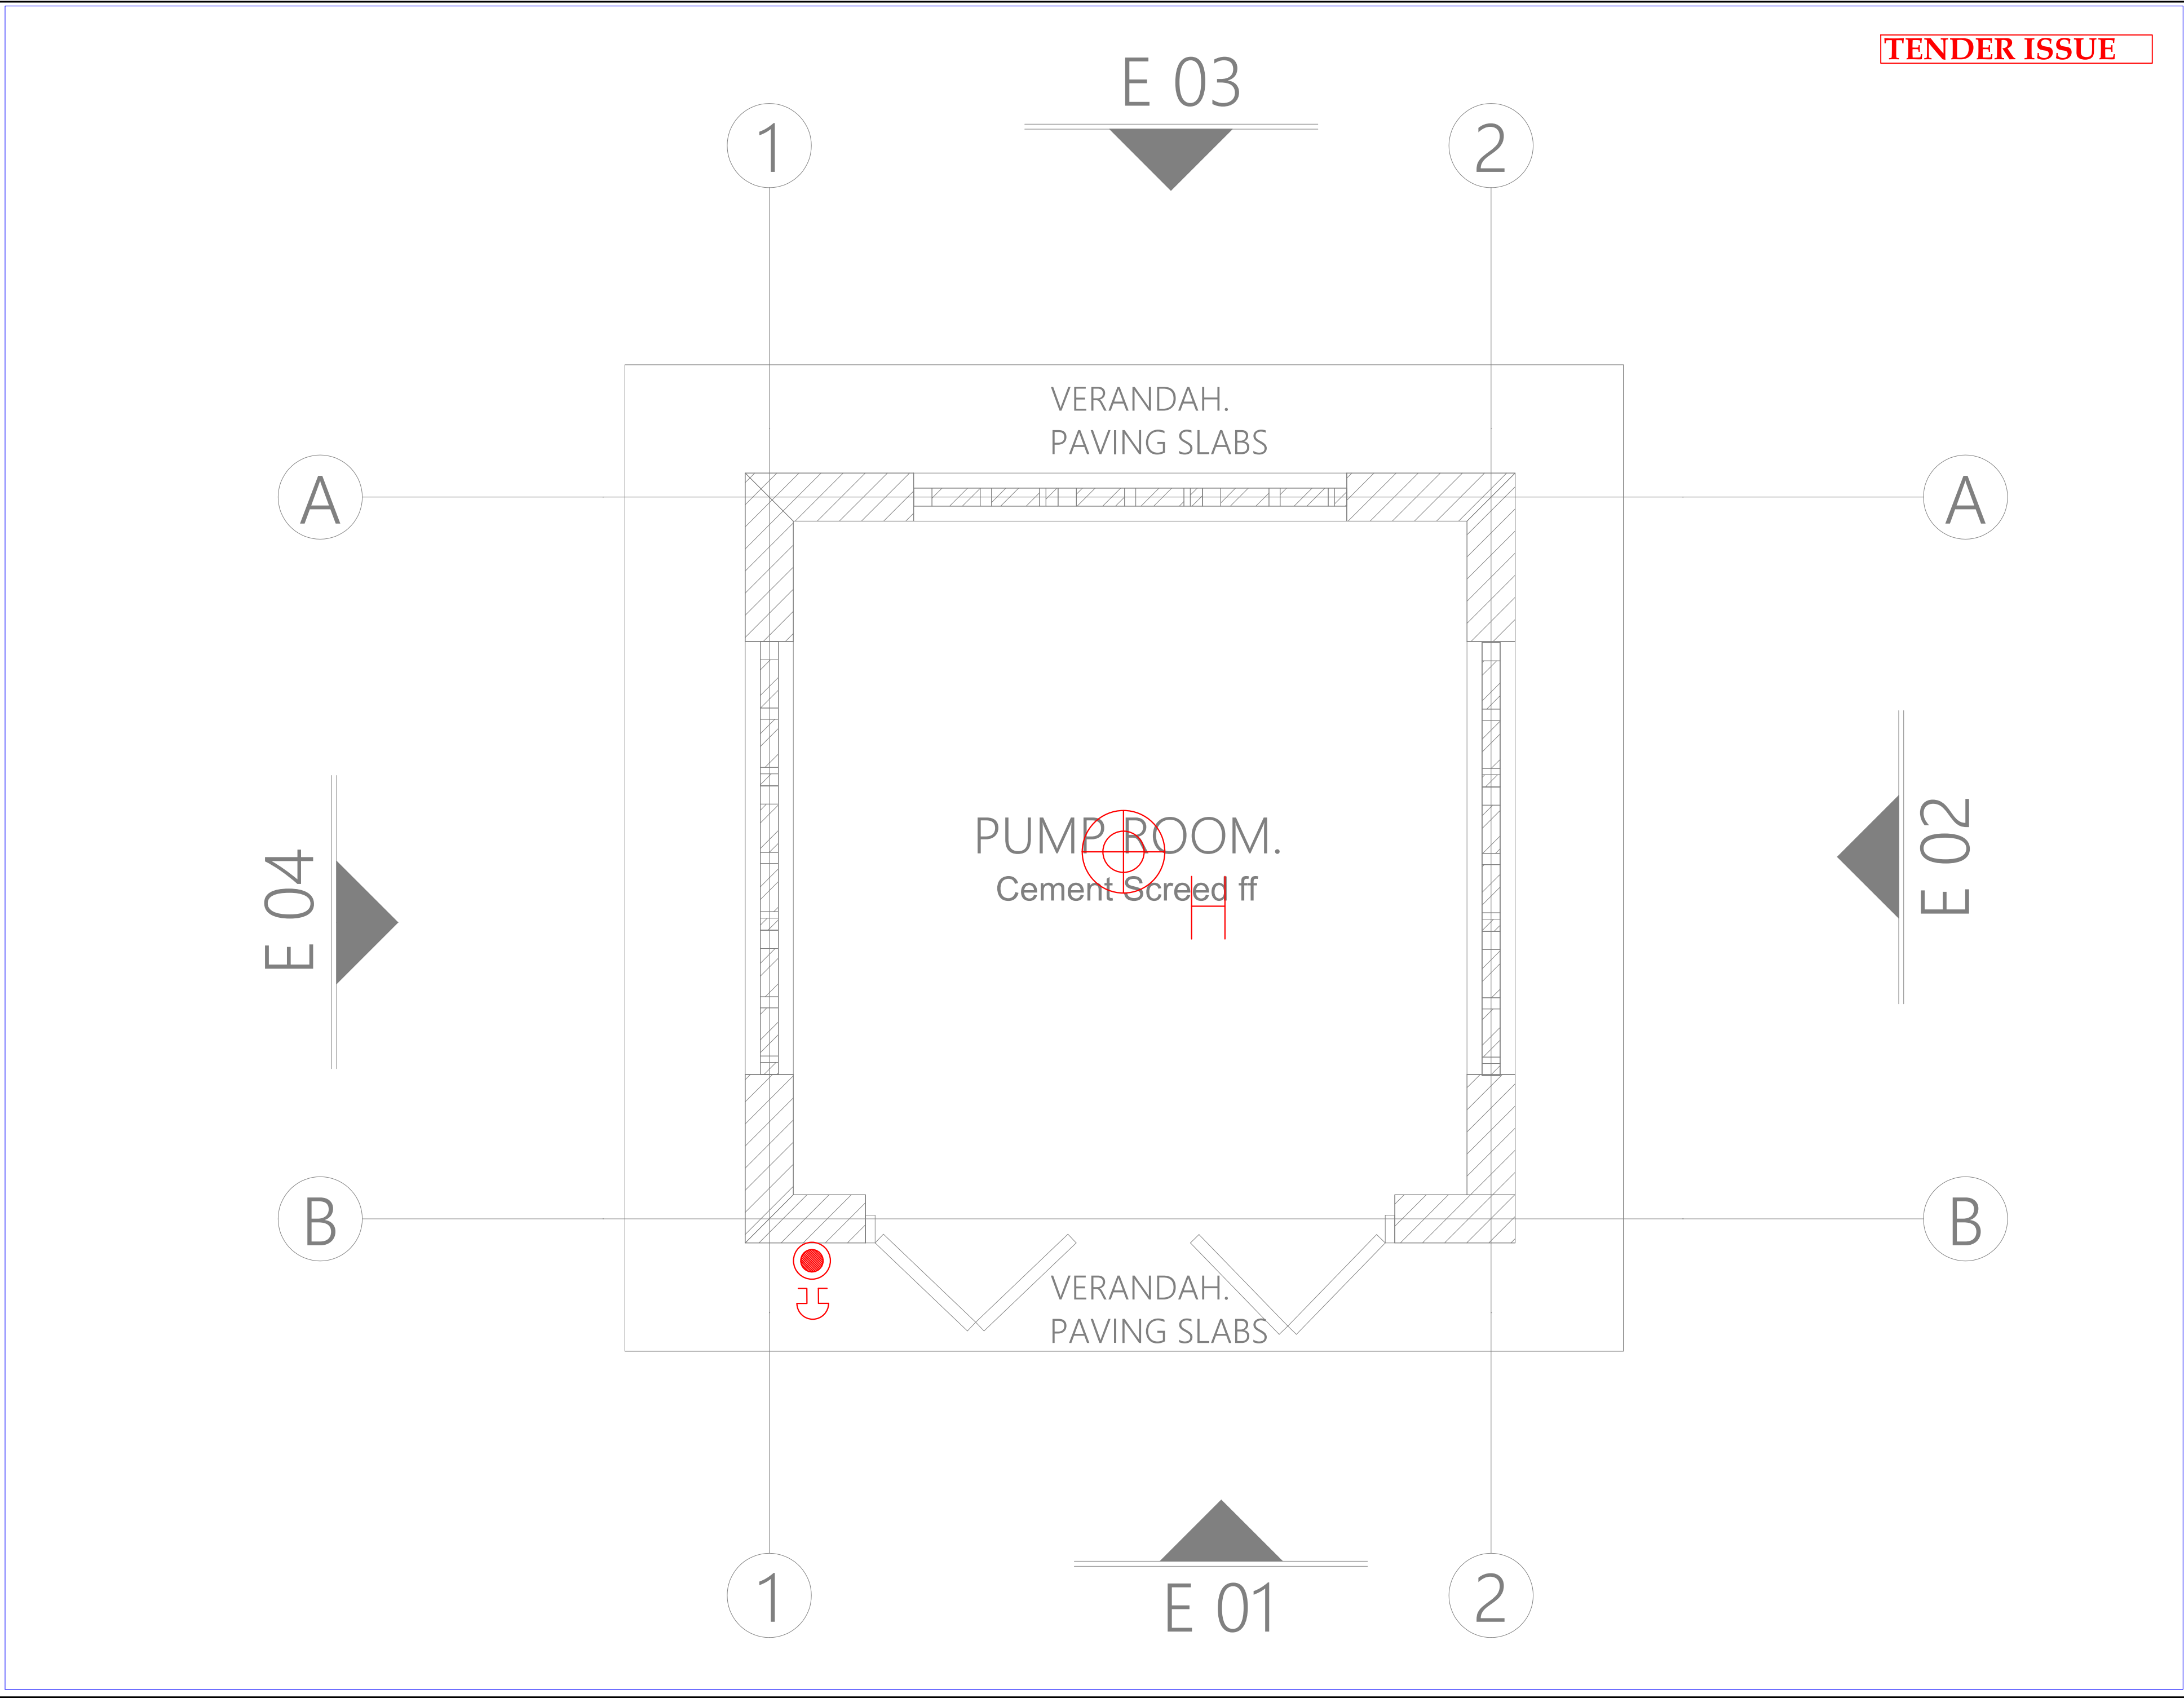 TENDER ISSUE
E 03
1
2
VERANDAH.
PAVING SLABS
A
A
PUMP ROOM.
Cement Screed ff
E 04
E 02
B
B
VERANDAH.
PAVING SLABS
1
2
E 01